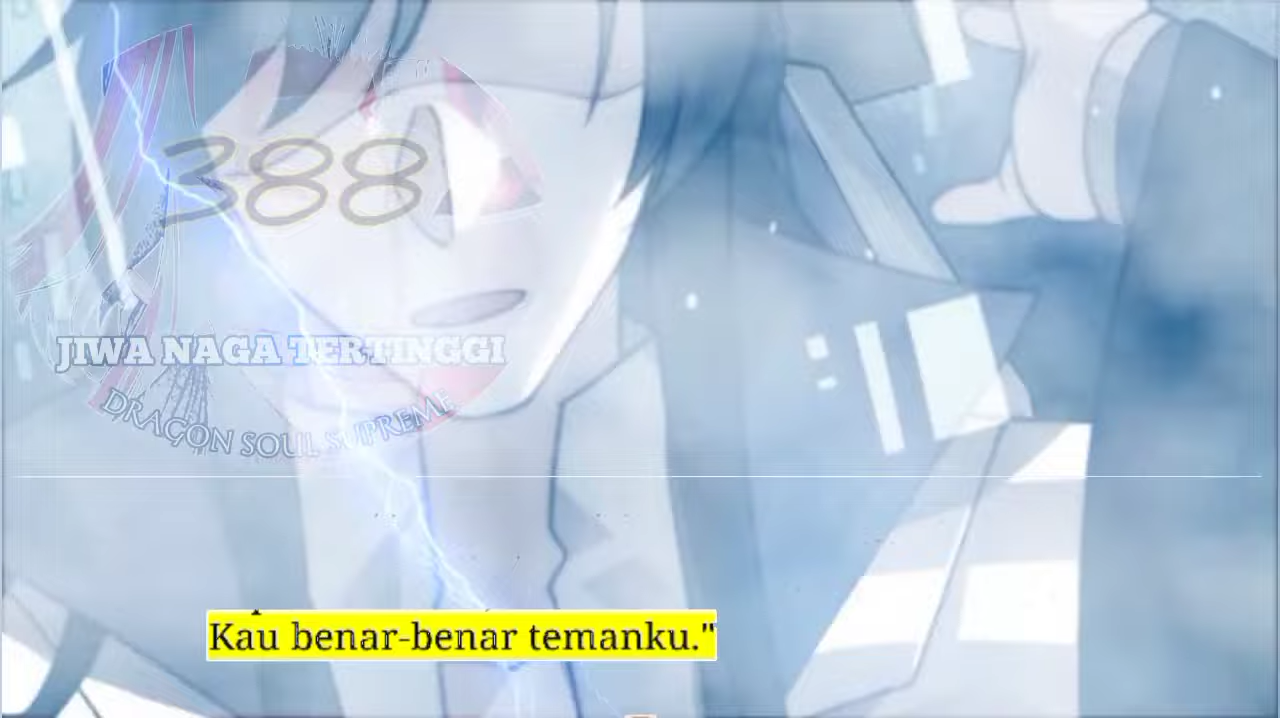 388
JIWA NAGA TERTINGGI
DRAGON SOUL SUPREME
Kau benar-benar temanku."